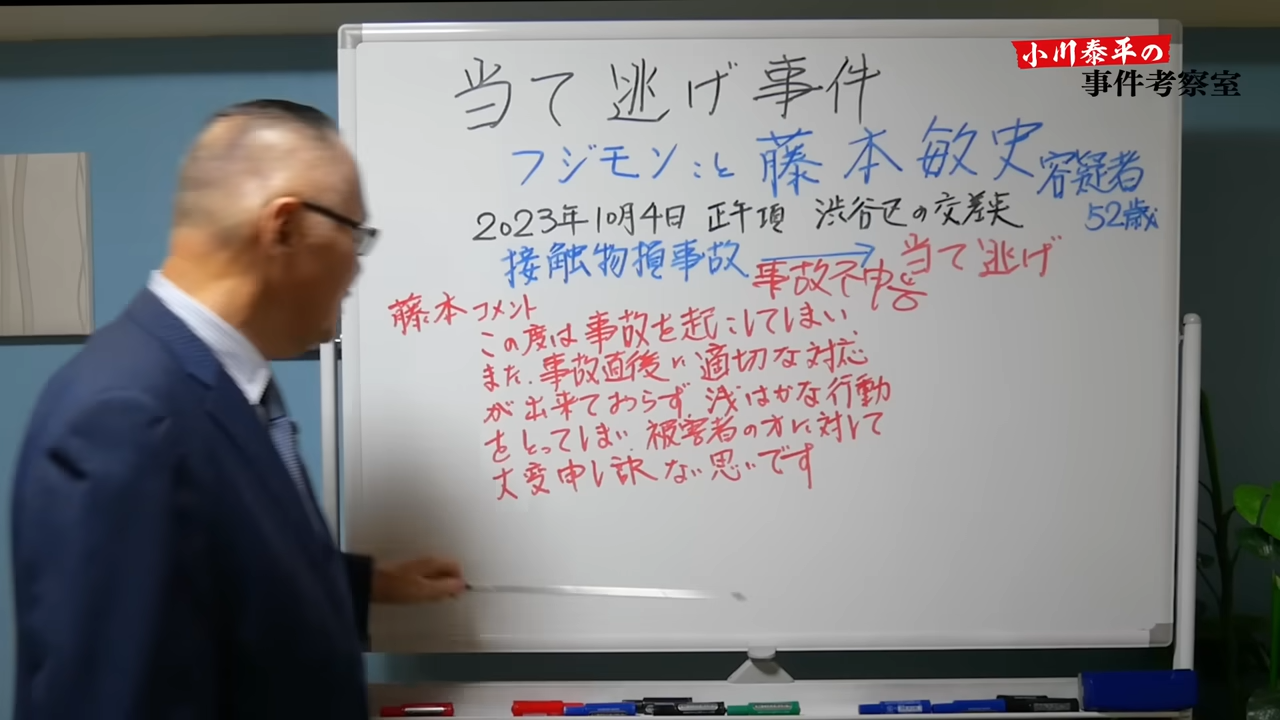 小川泰平の
事件考察室
当て逃げ事件
フジモンこと藤本敏史容疑者
52歳
2023年10月4日 正午頃 渋谷区の交差点
接触物損事故 → 当て逃げ
事故不申告
藤本コメント
この度は事故を起こしてしまい
また、事故直後に適切な対応
が出来ておらず、浅はかな行動
をとってしまい、被害者の方に対して
大変申し訳ない思いです